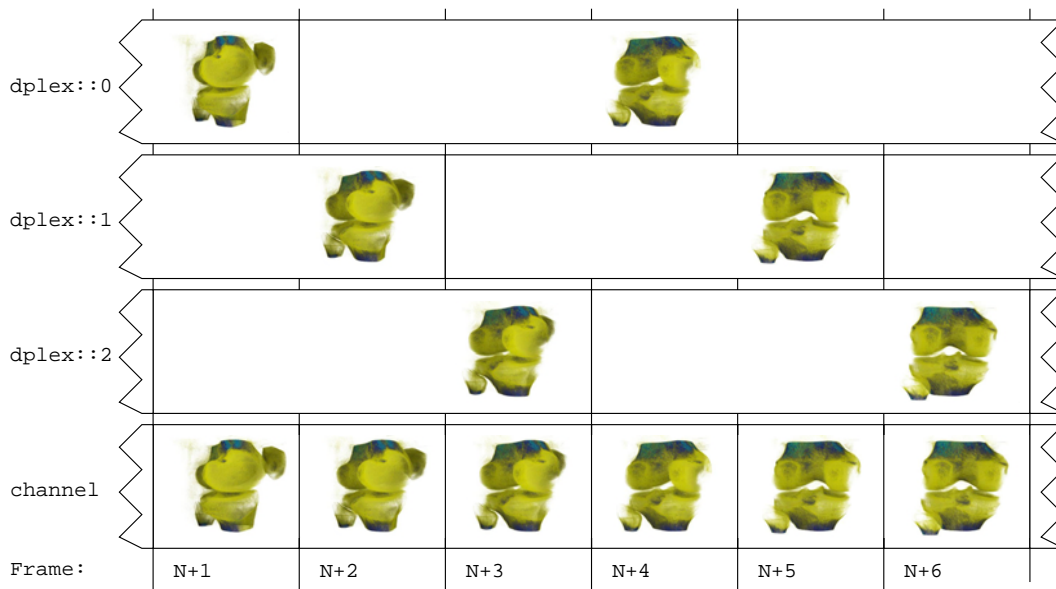 dplex::0
dplex::1
dplex::2
channel
Frame: N+1 N+2 N+3 N+4 N+5 N+6